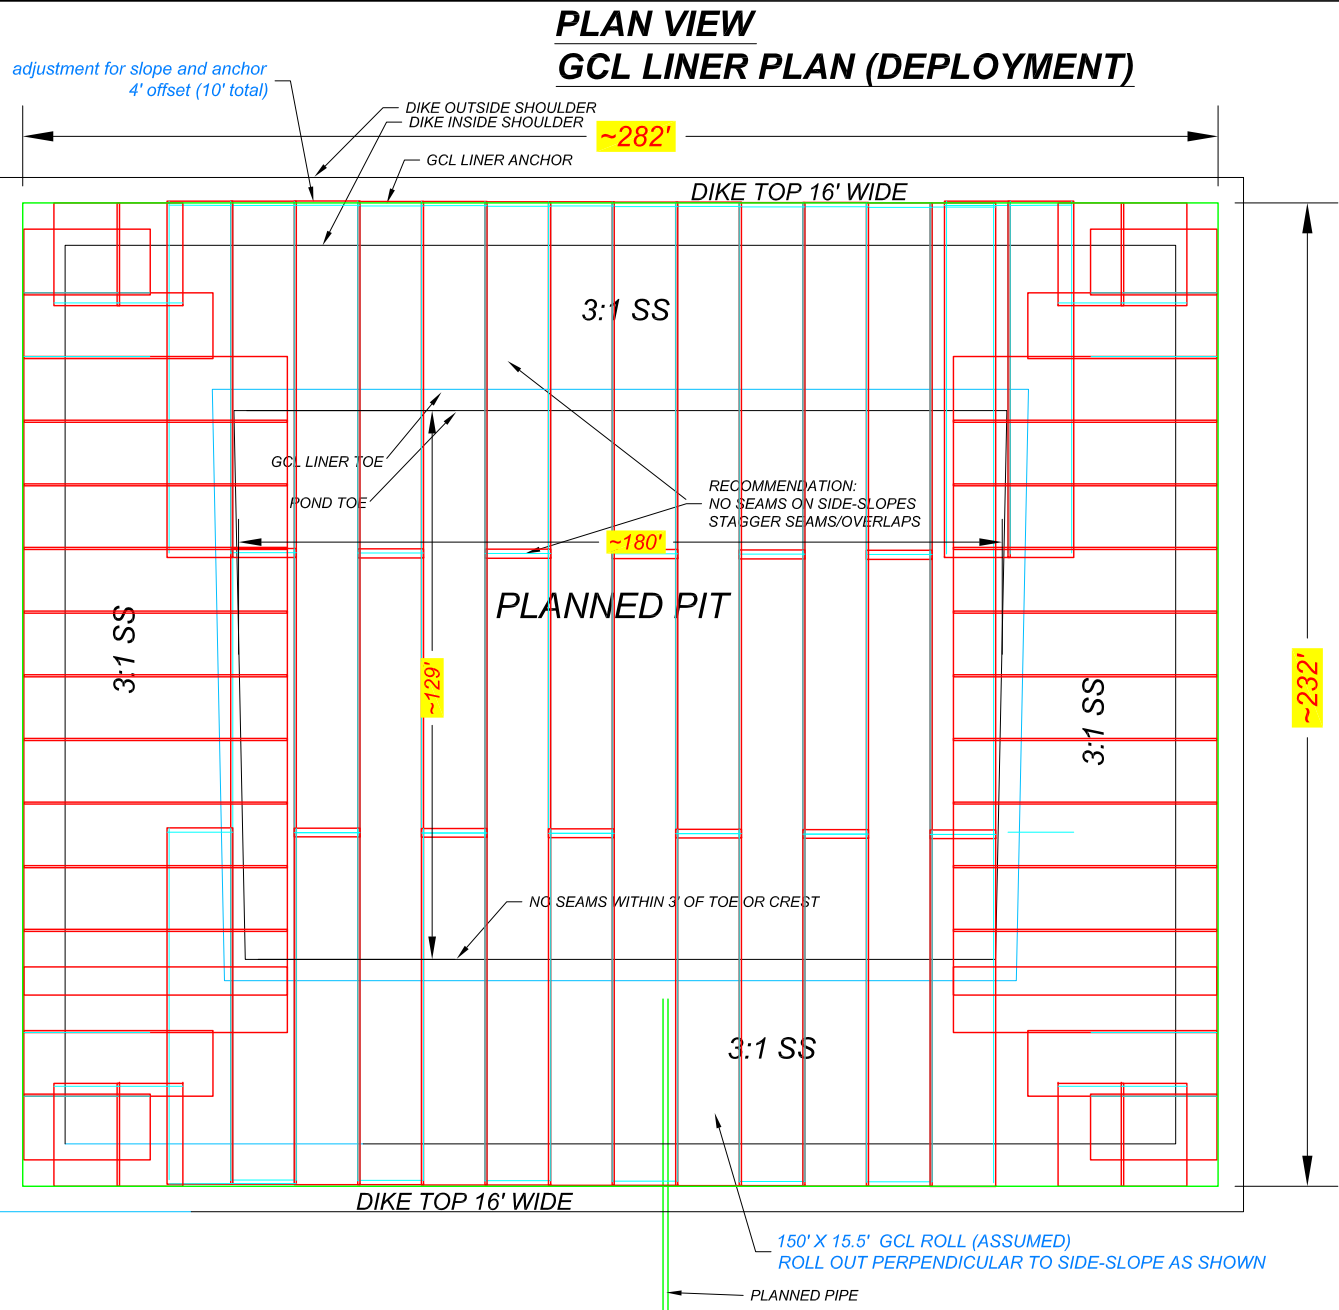 PLAN VIEW
GCL LINER PLAN (DEPLOYMENT)
adjustment for slope and anchor
4' offset (10' total)
DIKE OUTSIDE SHOULDER
DIKE INSIDE SHOULDER
~282'
GCL LINER ANCHOR
DIKE TOP 16' WIDE
3:1 SS
GCL LINER TOE
POND TOE
RECOMMENDATION:
NO SEAMS ON SIDE-SLOPES
STAGGER SEAMS/OVERLAPS
~180'
PLANNED PIT
3:1 SS
~129'
3:1 SS
~232'
NO SEAMS WITHIN 3' OF TOE OR CREST
3:1 SS
DIKE TOP 16' WIDE
150' X 15.5' GCL ROLL (ASSUMED)
ROLL OUT PERPENDICULAR TO SIDE-SLOPE AS SHOWN
PLANNED PIPE